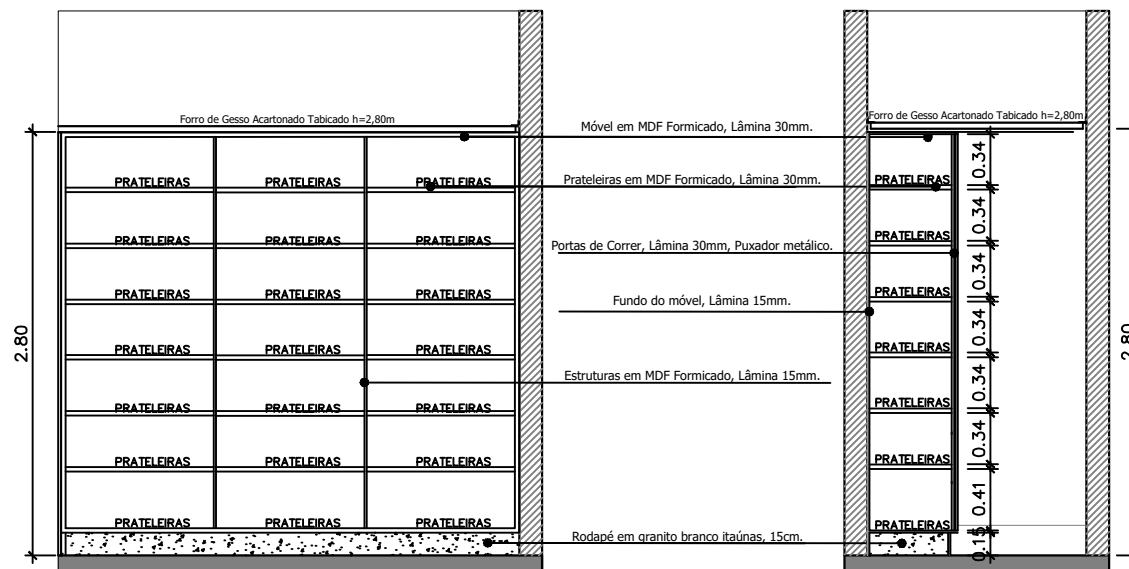 Forro de Gesso Acartonado Tabicado h=2,80m
Forro de Gesso Acartonado Tabicado h=2,80m
Móvel em MDF Formicado, Lâmina 30mm.
0.34
PRATELEIRAS PRATELEIRAS PRATELEIRAS
Prateleiras em MDF Formicado, Lâmina 30mm.
PRATELEIRAS
0.34
PRATELEIRAS PRATELEIRAS PRATELEIRAS
Portas de Correr, Lâmina 30mm, Puxador metálico.
PRATELEIRAS
0.34
PRATELEIRAS PRATELEIRAS PRATELEIRAS
Fundo do móvel, Lâmina 15mm.
PRATELEIRAS
0.34
2.80
2.80
PRATELEIRAS PRATELEIRAS PRATELEIRAS
PRATELEIRAS
Estruturas em MDF Formicado, Lâmina 15mm.
0.34
PRATELEIRAS PRATELEIRAS PRATELEIRAS
PRATELEIRAS
0.34
PRATELEIRAS PRATELEIRAS PRATELEIRAS
PRATELEIRAS
0.41
PRATELEIRAS PRATELEIRAS PRATELEIRAS
PRATELEIRAS
Rodapé em granito branco itaúnas, 15cm.
0.15